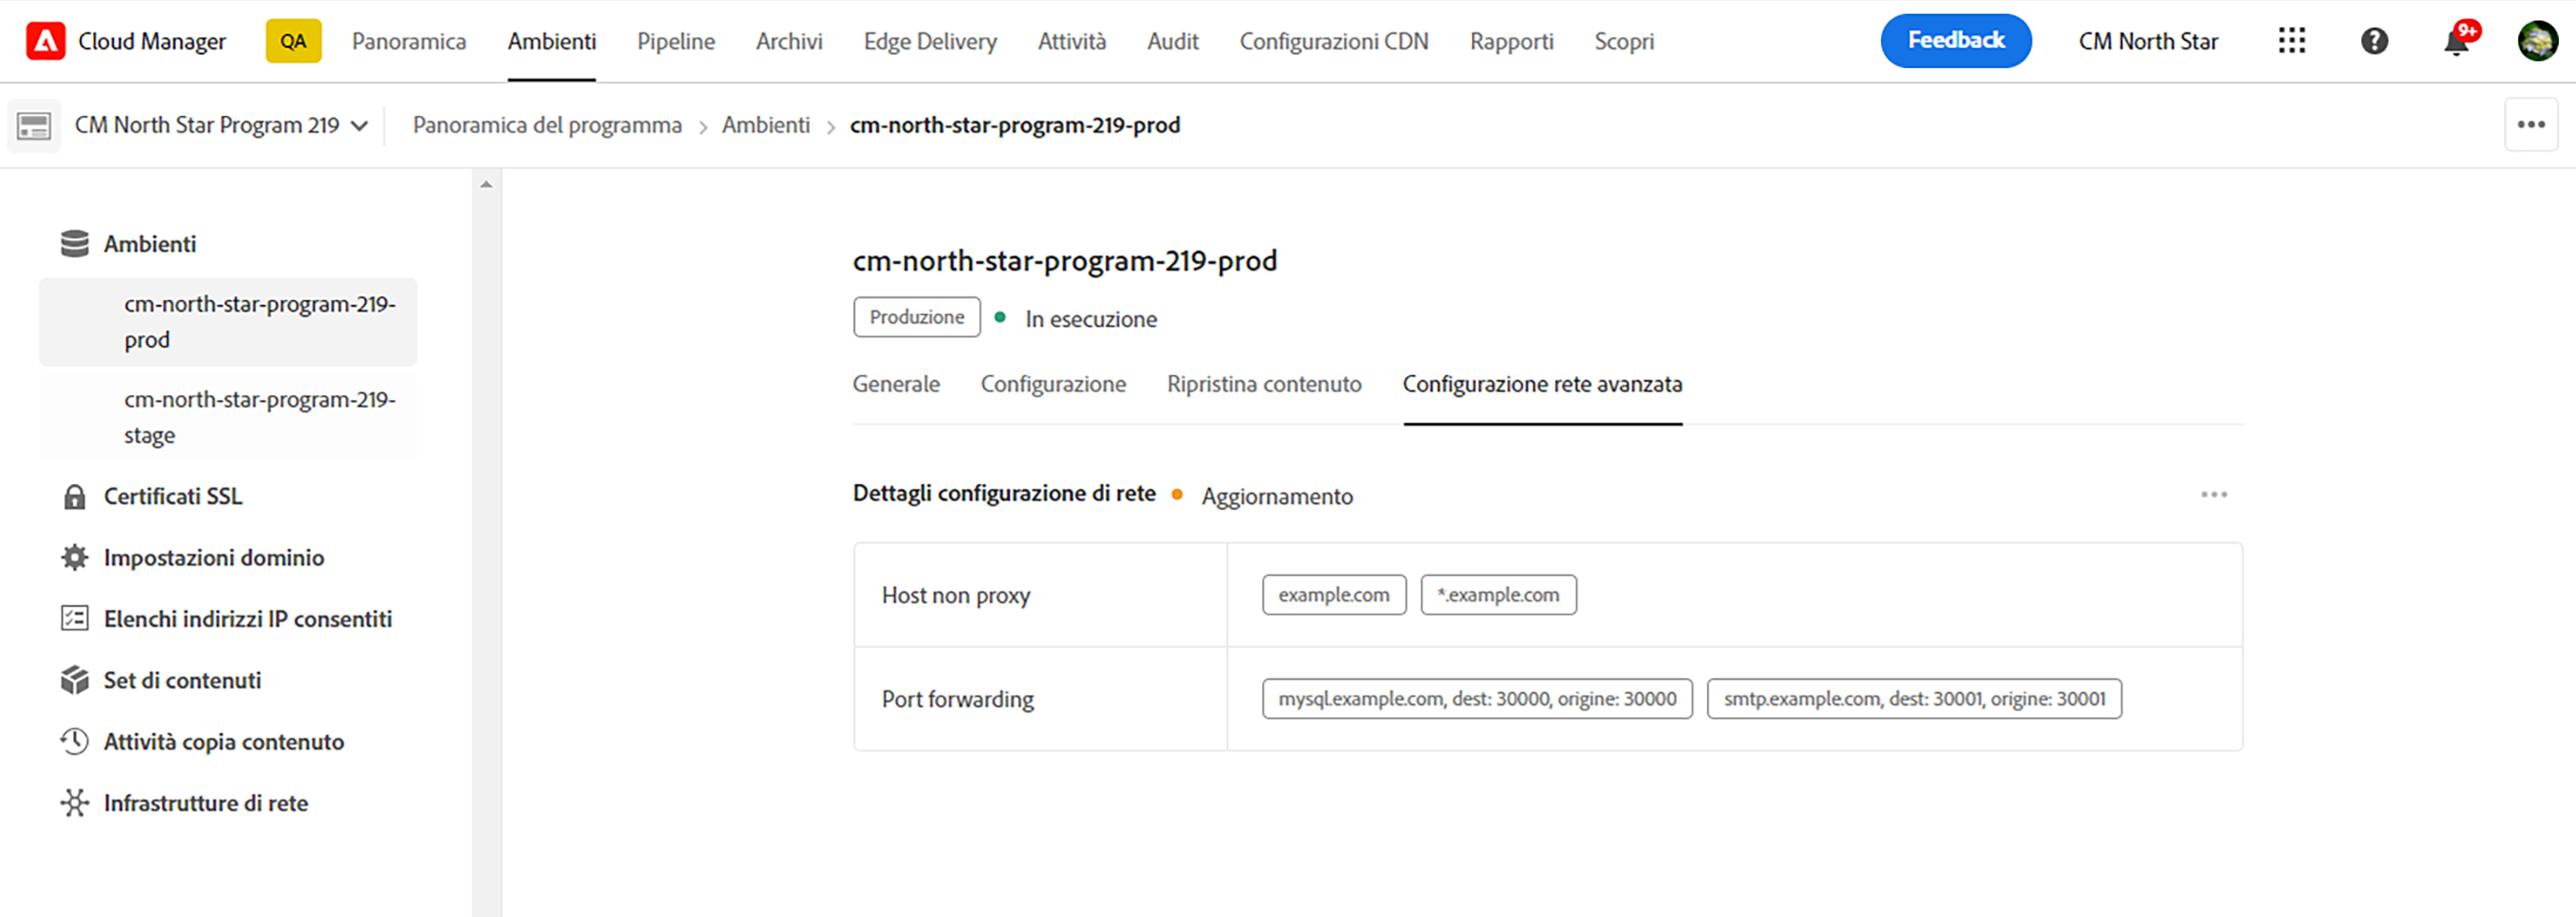 Cloud Manager QA Panoramica Ambienti Pipeline Archivi Edge Delivery Attività Audit Configurazioni CDN Rapporti Scopri Feedback CM North Star 9+
CM North Star Program 219 Panoramica del programma > Ambienti > cm-north-star-program-219-prod
Ambienti
cm-north-star-program-219-
prod
cm-north-star-program-219-
stage
Certificati SSL
Impostazioni dominio
Elenchi indirizzi IP consentiti
Set di contenuti
Attività copia contenuto
Infrastrutture di rete
cm-north-star-program-219-prod
Produzione In esecuzione
Generale Configurazione Ripristina contenuto Configurazione rete avanzata
Dettagli configurazione di rete Aggiornamento
Host non proxy example.com *.example.com
Port forwarding mysql.example.com, dest: 30000, origine: 30000 smtp.example.com, dest: 30001, origine: 30001